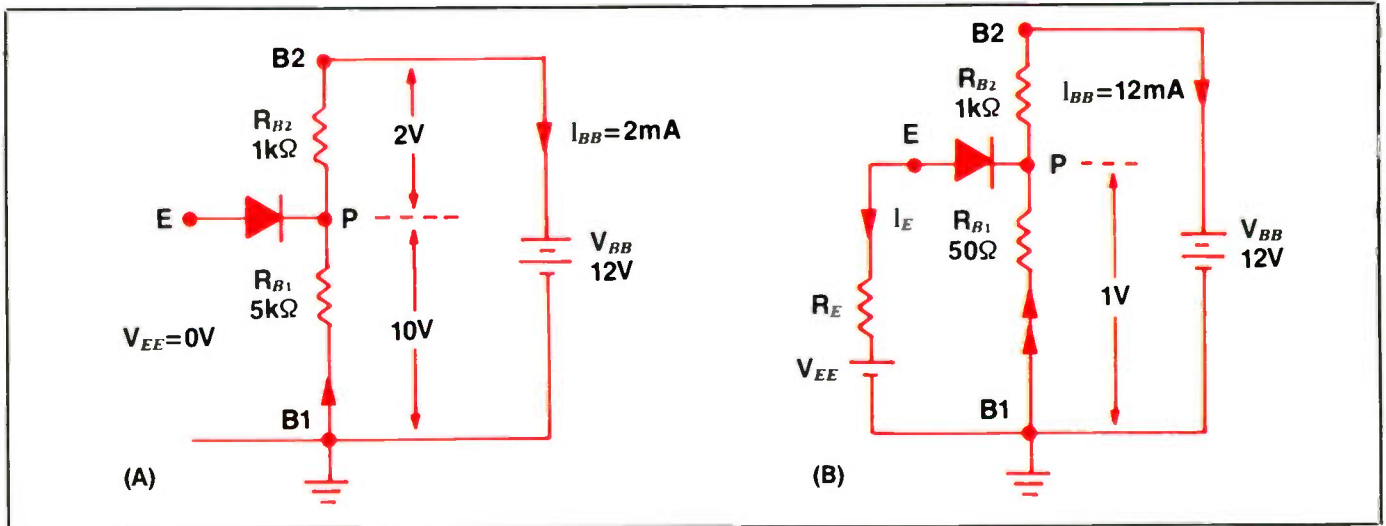 B2
R_B2
1kΩ
2V
I_BB=2mA
E
P
V_BB
12V
R_B1
5kΩ
V_EE=0V
10V
B1
(A)
B2
R_B2
1kΩ
I_BB=12mA
E
P
I_E
R_B1
50Ω
V_BB
12V
R_E
1V
V_EE
B1
(B)